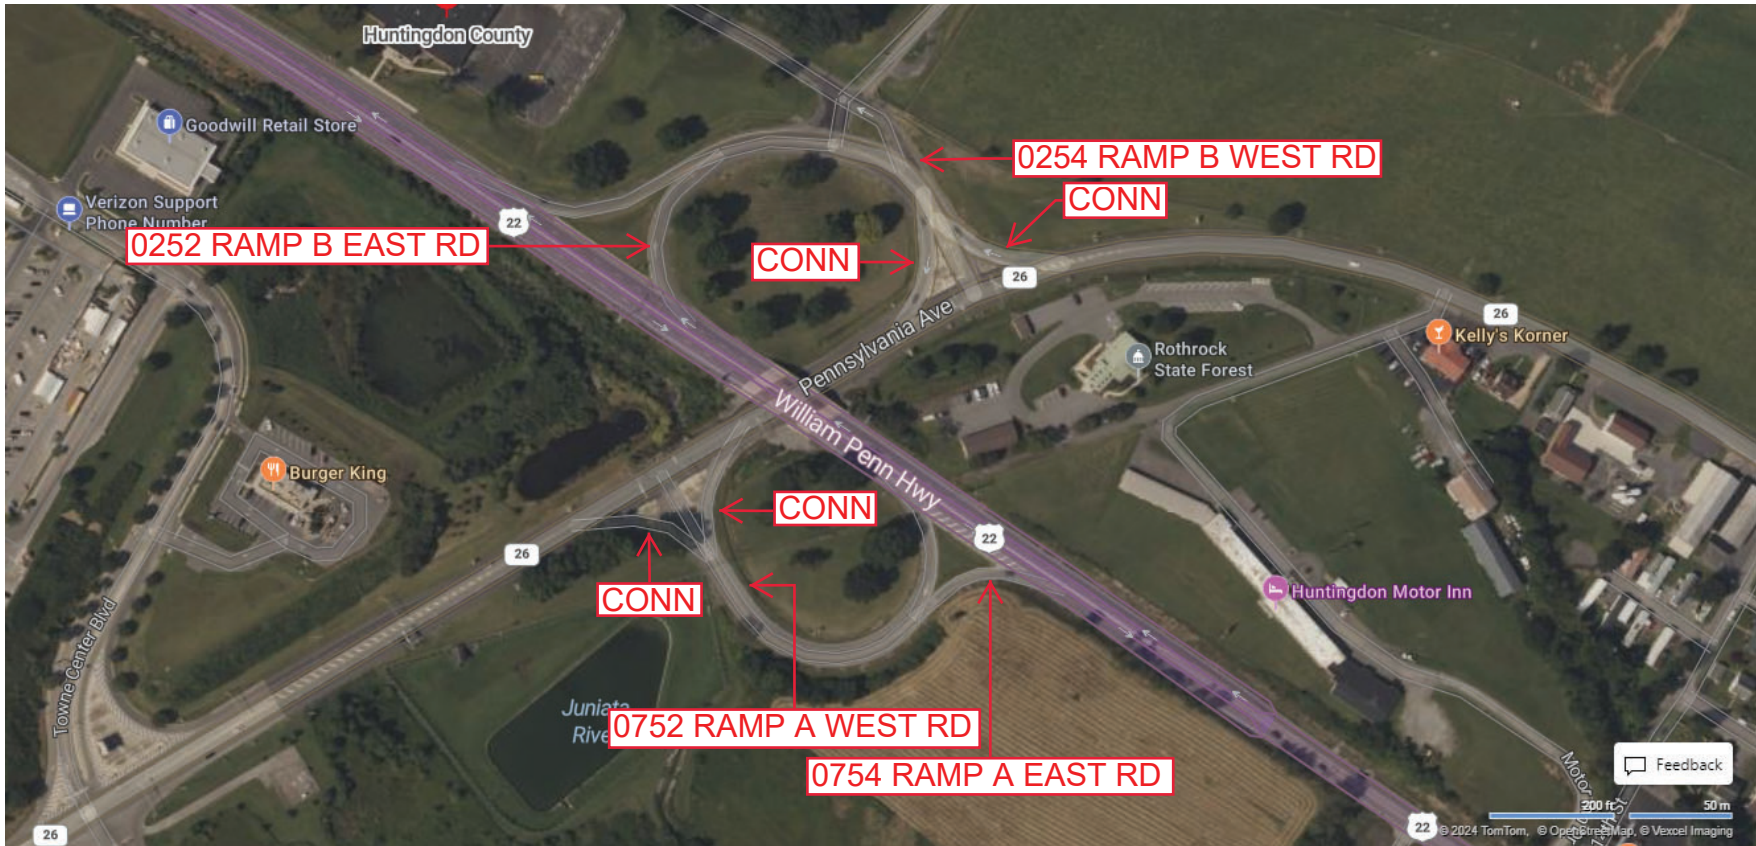 Huntingdon County
Goodwill Retail Store
0254 RAMP B WEST RD
CONN
Verizon Support
Phone Number
22
0252 RAMP B EAST RD
CONN
26
26
Kelly's Korner
Pennsylvania Ave
Rothrock
State Forest
William Penn Hwy
Burger King
CONN
22
26
CONN
Huntingdon Motor Inn
Towne Center Blvd
Juniata
River
0752 RAMP A WEST RD
0754 RAMP A EAST RD
Feedback
Motor
200 ft
50 m
26
22
© 2024 TomTom, © OpenStreetMap, © Vexcel Imaging